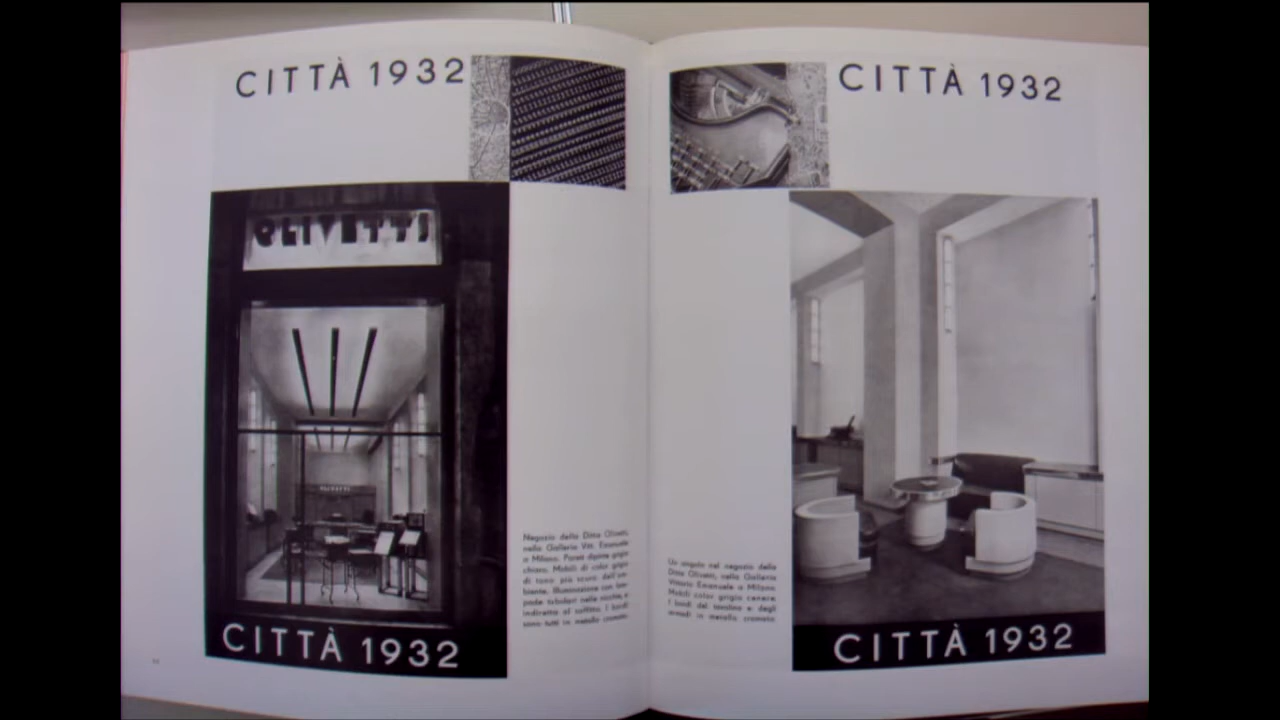 CITTÀ 1932
OLIVETTI
OLIVETTI
CITTÀ 1932
Negozio della Ditta Olivetti,
nella Galleria Vitt. Emanuele
a Milano. Pareti dipinte grigio
chiaro. Mobili di color grigio
di tono più scuro dell'am-
biente. Illuminazione con lam-
pade tubolari nelle nicchie, e
indiretta al soffitto. I bordi
sono tutti in metallo cromato.
CITTÀ 1932
Un angolo nel negozio della
Ditta Olivetti, nella Galleria
Vittorio Emanuele a Milano.
Mobili color grigio cenere.
I bordi del tavolino e degli
armadi in metallo cromato.
CITTÀ 1932